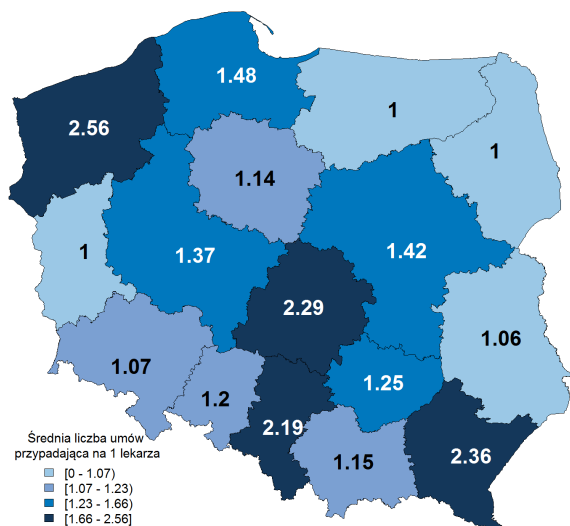 1.48
2.56
1
1
1.14
1.37
1
1.42
2.29
1.06
1.07
1.25
1.2
2.19
1.15
2.36
Średnia liczba umów
przypadająca na 1 lekarza
[0 - 1.07)
[1.07 - 1.23)
[1.23 - 1.66)
[1.66 - 2.56]